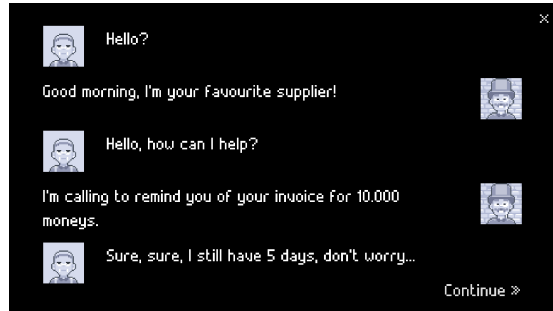 ×
Hello?
Good morning, I'm your favourite supplier!
Hello, how can I help?
I'm calling to remind you of your invoice for 10.000
moneys.
Sure, sure, I still have 5 days, don't worry...
Continue »